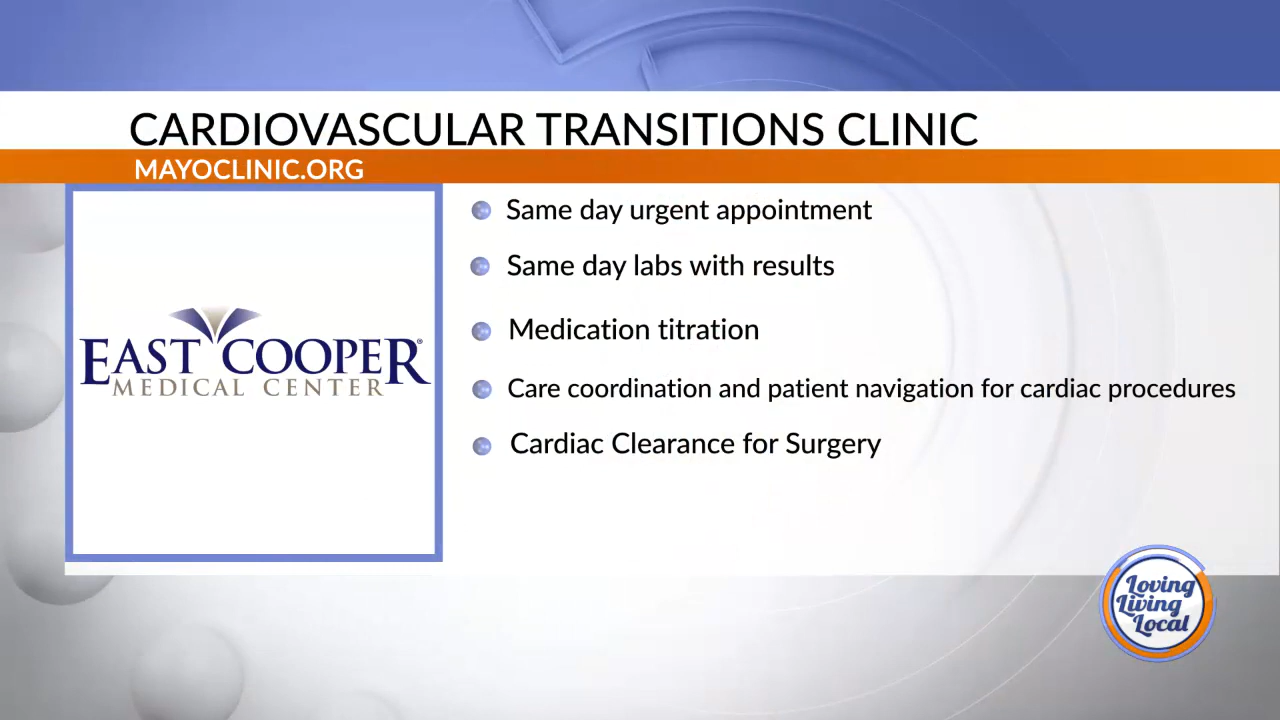 CARDIOVASCULAR TRANSITIONS CLINIC
MAYOCLINIC.ORG
EAST COOPER®
MEDICAL CENTER
Same day urgent appointment
Same day labs with results
Medication titration
Care coordination and patient navigation for cardiac procedures
Cardiac Clearance for Surgery
Loving
Living
Local